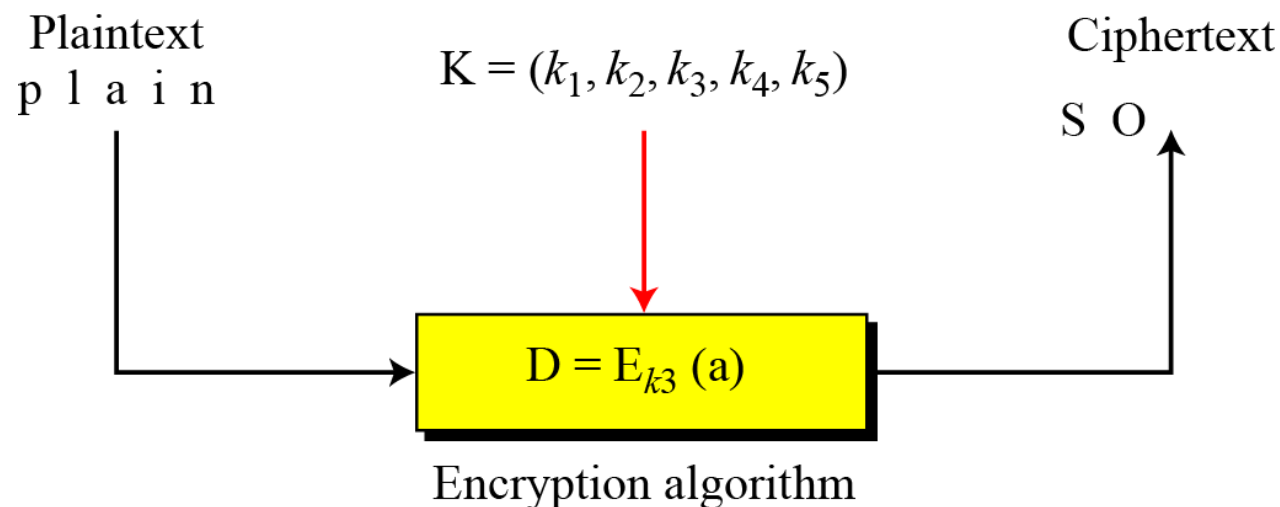 Plaintext
p l a i n
K = (k₁, k₂, k₃, k₄, k₅)
Ciphertext
S O
D = Eₖ₃ (a)
Encryption algorithm